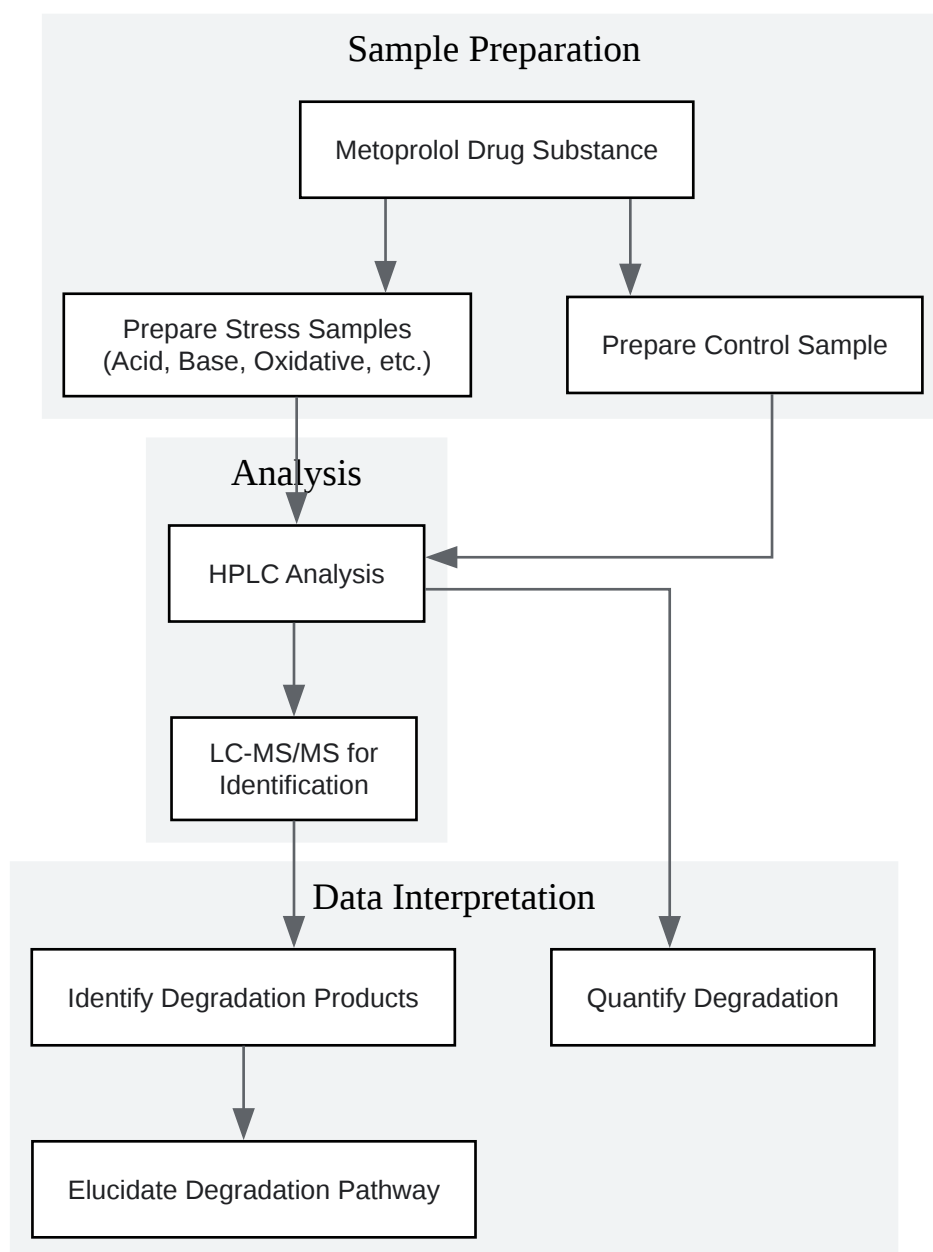 Sample Preparation
Metoprolol Drug Substance
Prepare Stress Samples
(Acid, Base, Oxidative, etc.)
Prepare Control Sample
Analysis
HPLC Analysis
LC-MS/MS for
Identification
Data Interpretation
Identify Degradation Products
Quantify Degradation
Elucidate Degradation Pathway